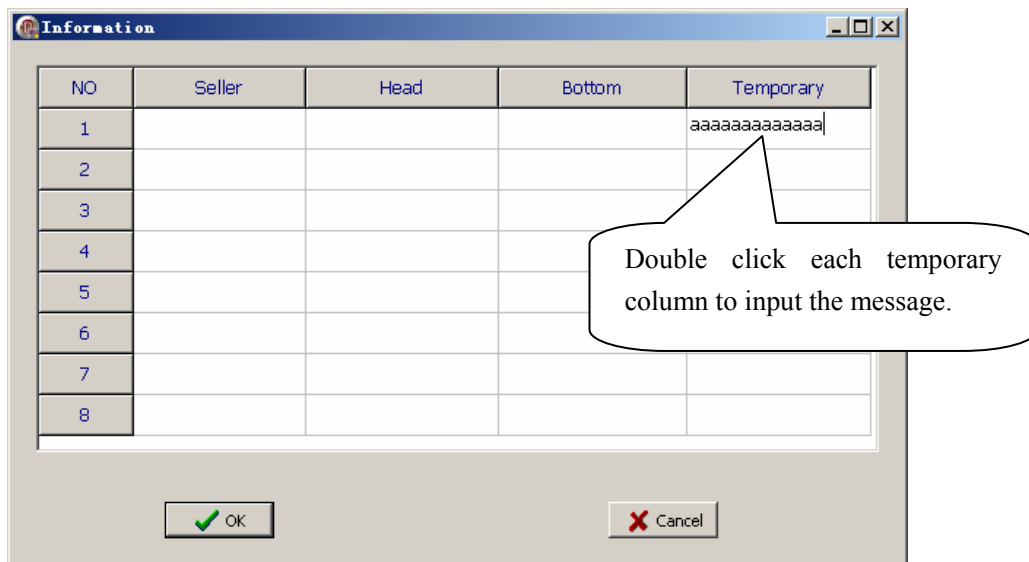 Information
NO Seller Head Bottom Temporary
1 aaaaaaaaaaaaa
2
3
4
5
6
7
8
Double click each temporary
column to input the message.
OK Cancel